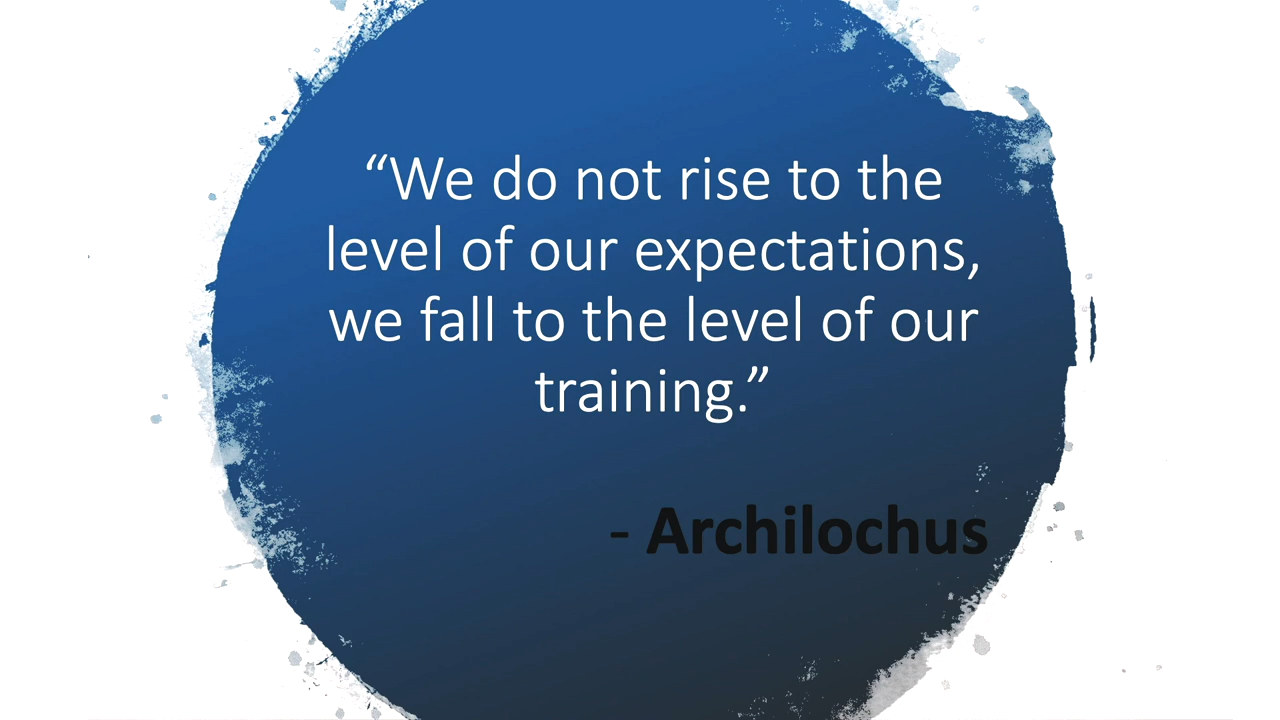 “We do not rise to the
level of our expectations,
we fall to the level of our
training.”
- Archilochus